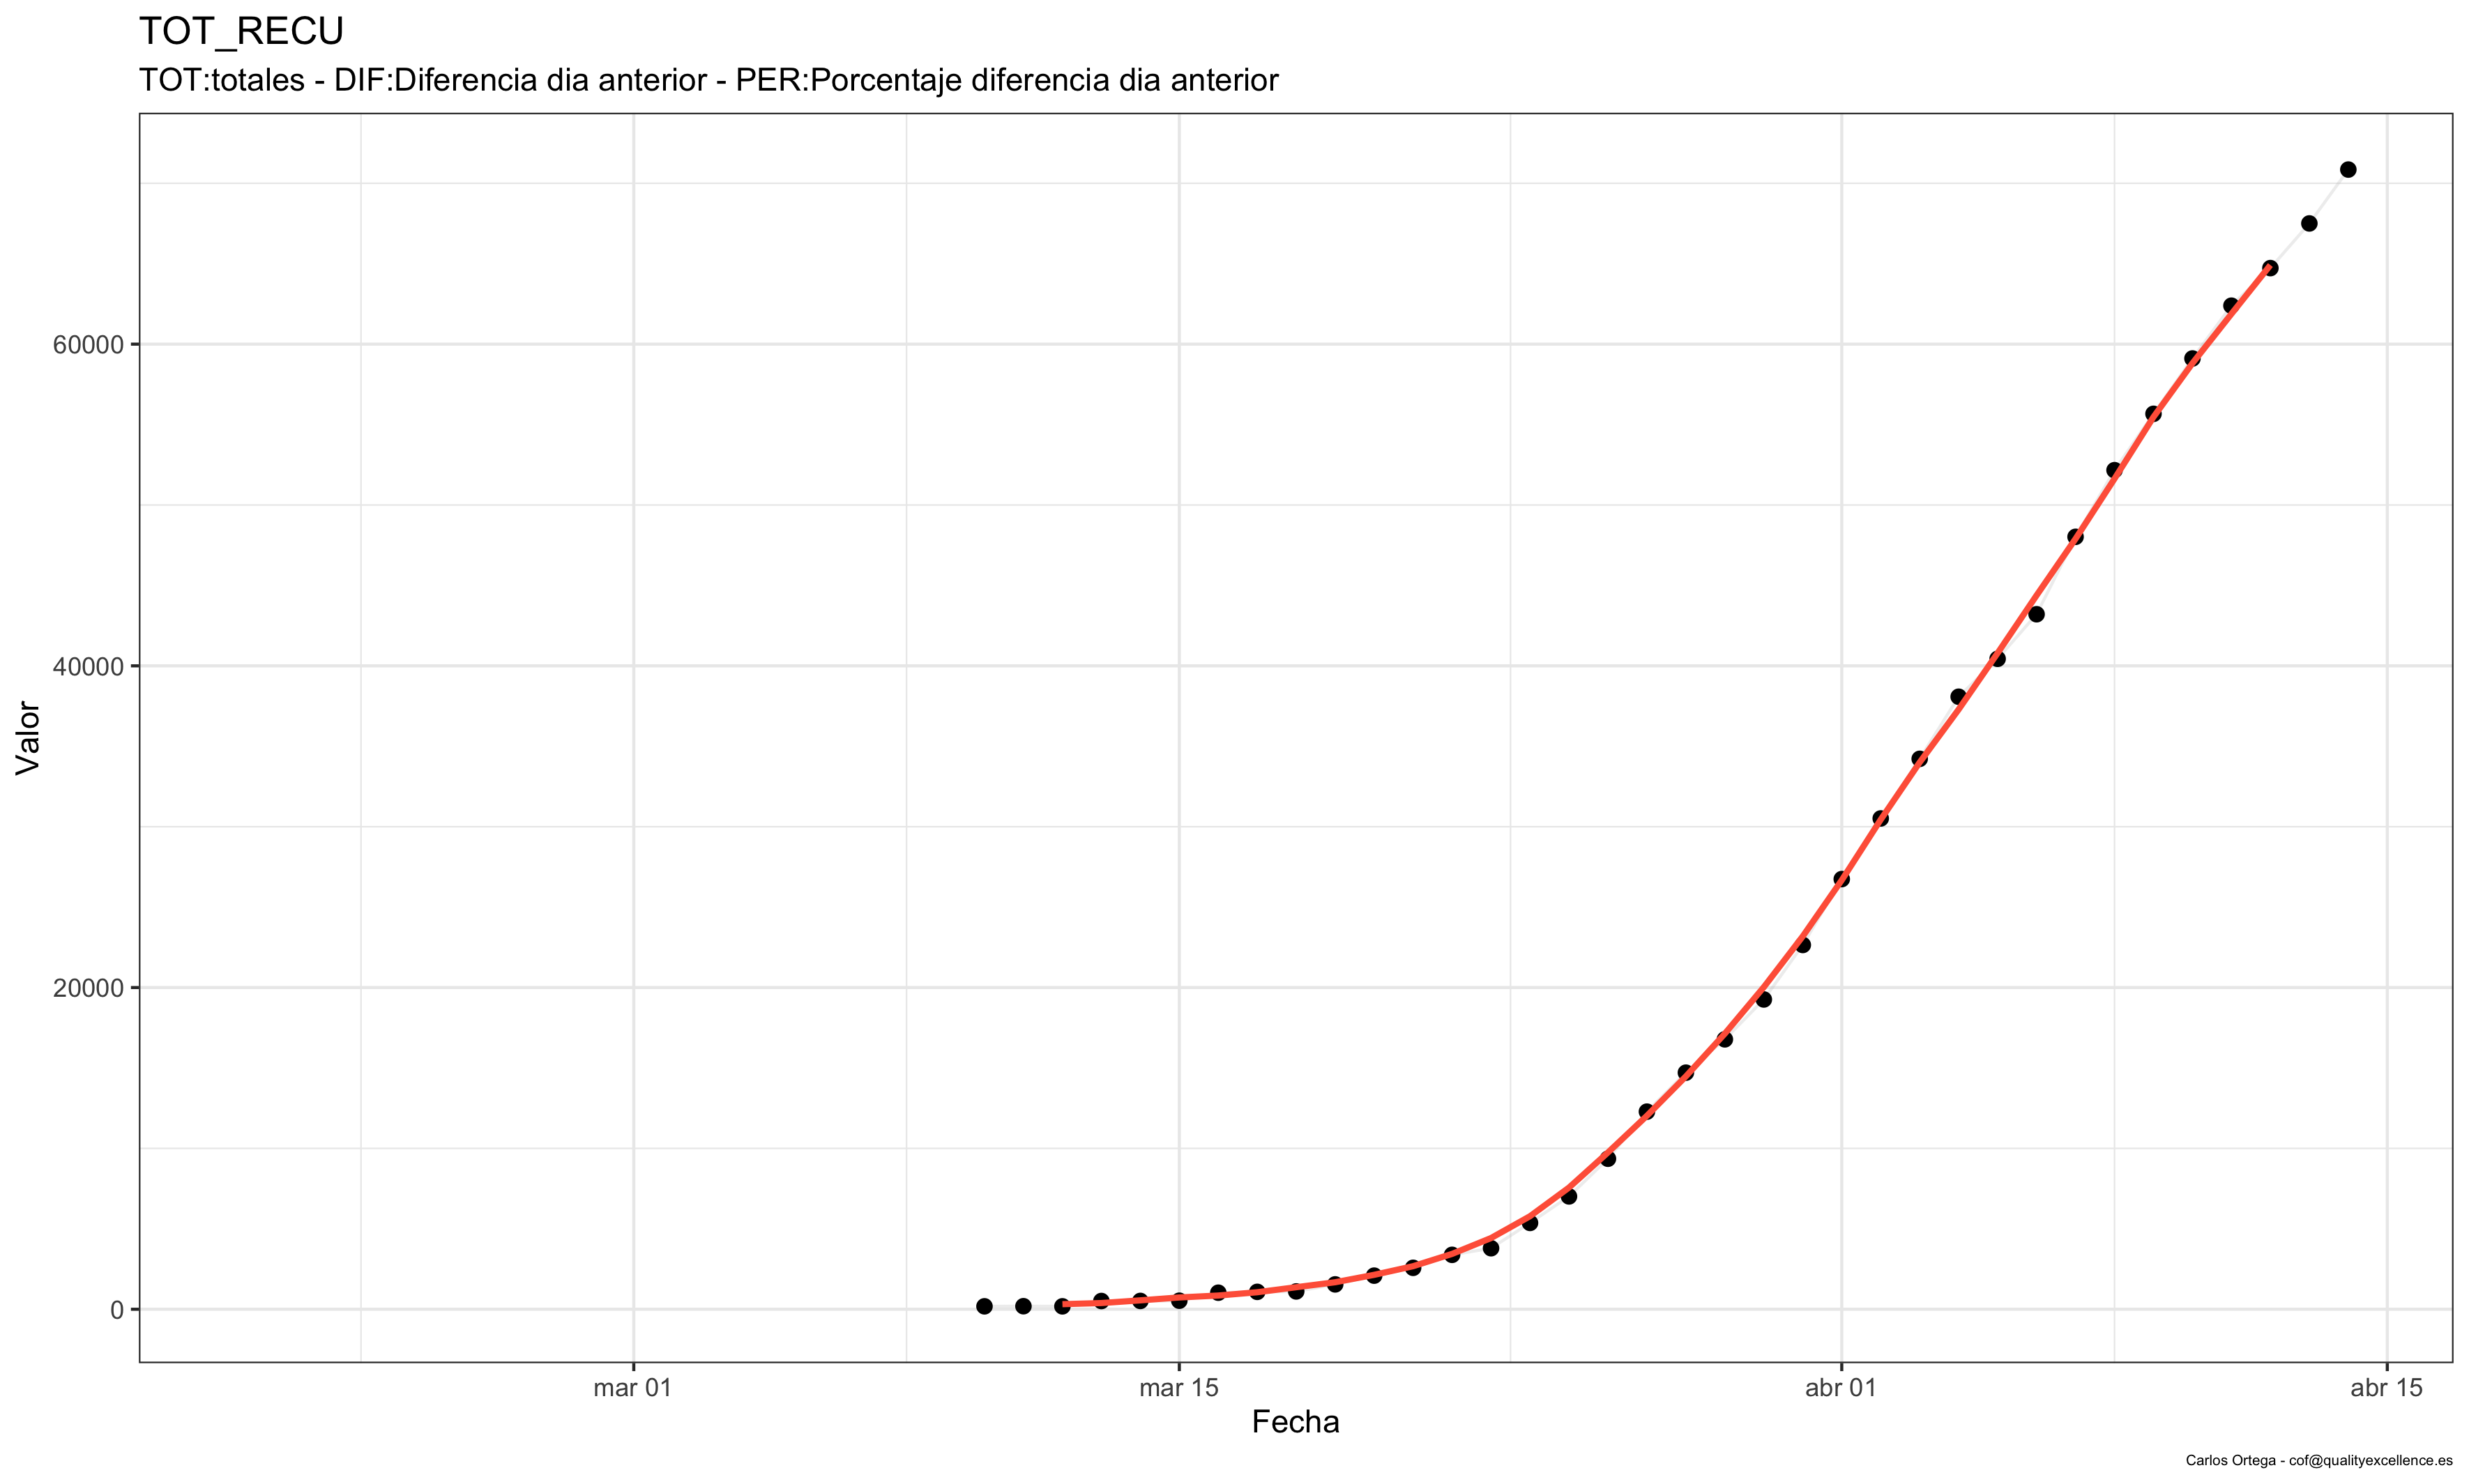 TOT_RECU
TOT:totales - DIF:Diferencia dia anterior - PER:Porcentaje diferencia dia anterior
Valor
60000
40000
20000
0
mar 01
mar 15
abr 01
abr 15
Fecha
Carlos Ortega - cof@qualityexcellence.es